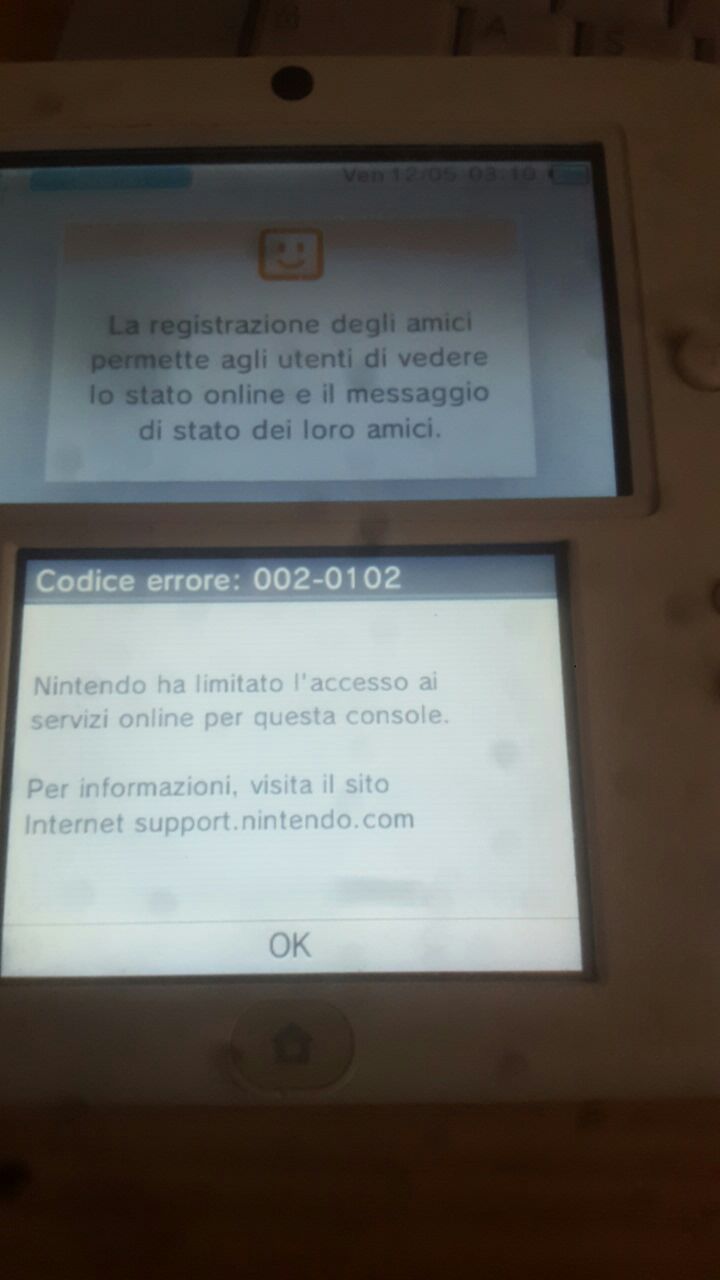 A
S
Ven 12/05 03:10
La registrazione degli amici
permette agli utenti di vedere
lo stato online e il messaggio
di stato dei loro amici.
Codice errore: 002-0102
Nintendo ha limitato l'accesso ai
servizi online per questa console.
Per informazioni, visita il sito
Internet support.nintendo.com
OK